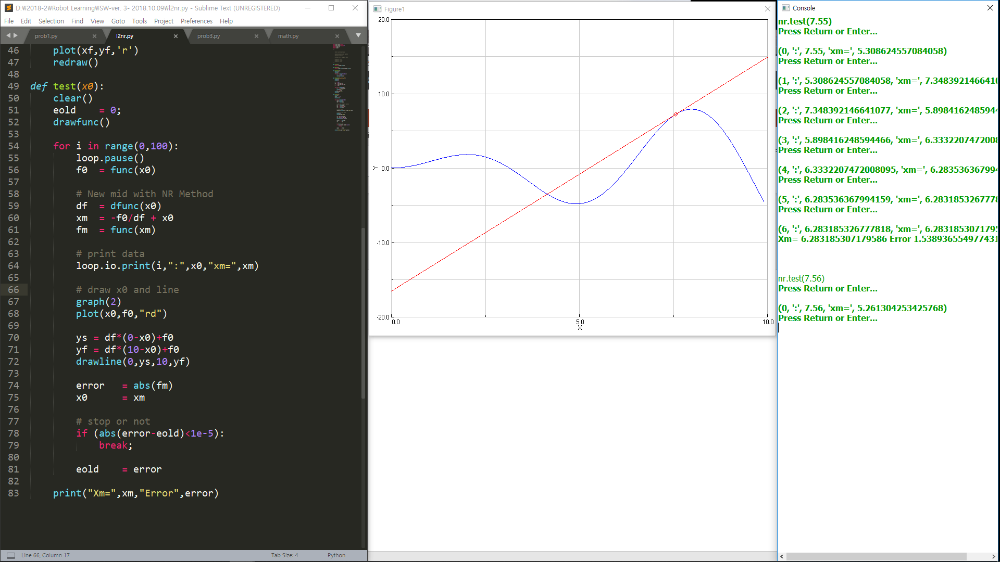 D:₩2018-2₩Robot Learning₩SW-ver. 3- 2018.10.09₩l2nr.py - Sublime Text (UNREGISTERED)
File Edit Selection Find View Goto Tools Project Preferences Help
prob1.py l2nr.py prob3.py math.py
46 plot(xf,yf,'r')
47 redraw()
48
49 def test(x0):
50 clear()
51 eold = 0;
52 drawfunc()
53
54 for i in range(0,100):
55 loop.pause()
56 f0 = func(x0)
57
58 # New mid with NR Method
59 df = dfunc(x0)
60 xm = -f0/df + x0
61 fm = func(xm)
62
63 # print data
64 loop.io.print(i,":",x0,"xm=",xm)
65
66 # draw x0 and line
67 graph(2)
68 plot(x0,f0,"rd")
69
70 ys = df*(0-x0)+f0
71 yf = df*(10-x0)+f0
72 drawline(0,ys,10,yf)
73
74 error = abs(fm)
75 x0 = xm
76
77 # stop or not
78 if (abs(error-eold)<1e-5):
79 break;
80
81 eold = error
82
83 print("Xm=",xm,"Error",error)
Line 66, Column 17 Tab Size: 4 Python
Figure1
20.0
10.0
Y 0.0
-10.0
-20.0
0.0 5.0 10.0
X
Console
nr.test(7.55)
Press Return or Enter...
(0, ':', 7.55, 'xm=', 5.308624557084058)
Press Return or Enter...
(1, ':', 5.308624557084058, 'xm=', 7.3483921466410
Press Return or Enter...
(2, ':', 7.348392146641077, 'xm=', 5.8984162485944
Press Return or Enter...
(3, ':', 5.898416248594466, 'xm=', 6.3332207472008
Press Return or Enter...
(4, ':', 6.3332207472008095, 'xm=', 6.283536367994
Press Return or Enter...
(5, ':', 6.283536367994159, 'xm=', 6.2831853267778
Press Return or Enter...
(6, ':', 6.283185326777818, 'xm=', 6.2831853071795
Xm= 6.283185307179586 Error 1.538936554977431
nr.test(7.56)
Press Return or Enter...
(0, ':', 7.56, 'xm=', 5.261304253425768)
Press Return or Enter...